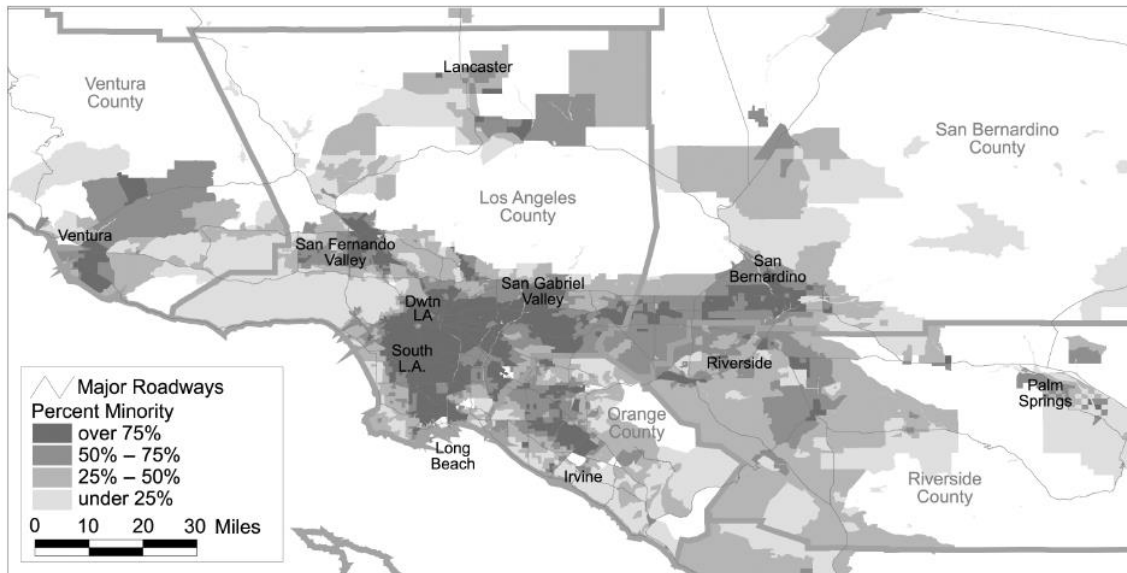 Lancaster
Ventura
County
San Bernardino
County
Los Angeles
County
Ventura
San Fernando
Valley
San
Bernardino
San Gabriel
Valley
Dwtn
LA
South
L.A.
Riverside
Palm
Springs
Orange
County
Long
Beach
Irvine
Riverside
County
Major Roadways
Percent Minority
over 75%
50% – 75%
25% – 50%
under 25%
0 10 20 30 Miles